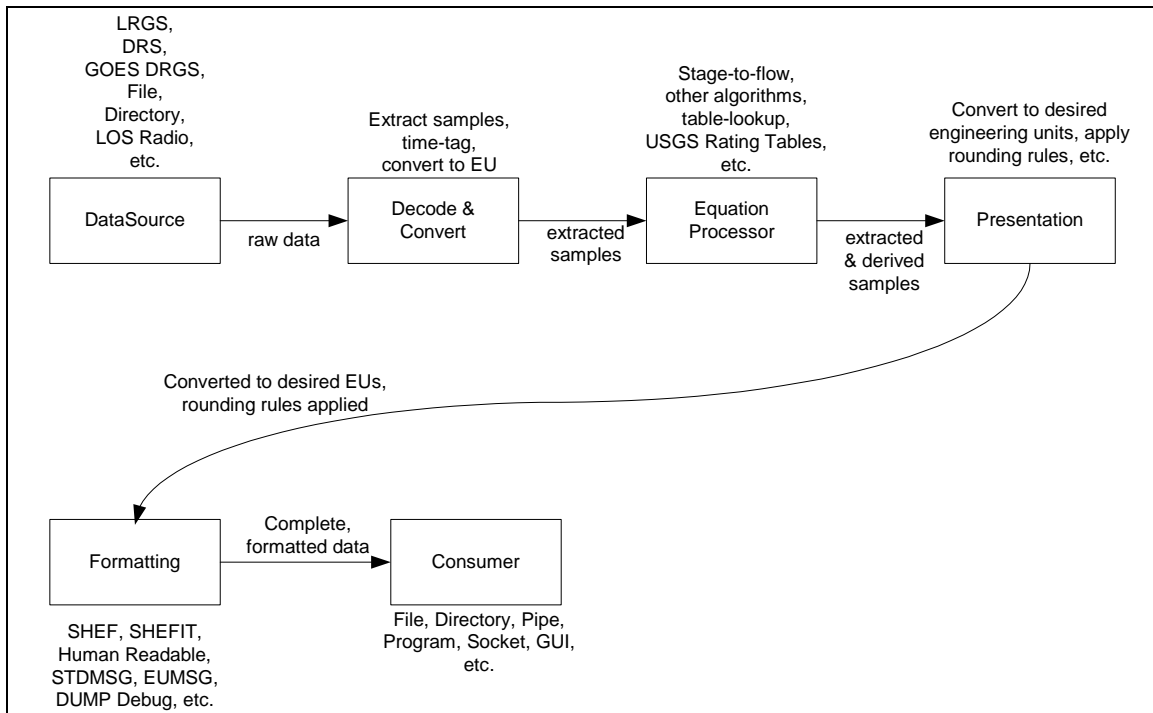 LRGS,
DRS,
GOES DRGS,
File,
Directory,
LOS Radio,
etc.
DataSource
raw data
Extract samples,
time-tag,
convert to EU
Decode &
Convert
extracted
samples
Stage-to-flow,
other algorithms,
table-lookup,
USGS Rating Tables,
etc.
Equation
Processor
extracted
& derived
samples
Convert to desired
engineering units, apply
rounding rules, etc.
Presentation
Converted to desired EUs,
rounding rules applied
Formatting
SHEF, SHEFIT,
Human Readable,
STDMSG, EUMSG,
DUMP Debug, etc.
Complete,
formatted data
Consumer
File, Directory, Pipe,
Program, Socket, GUI,
etc.